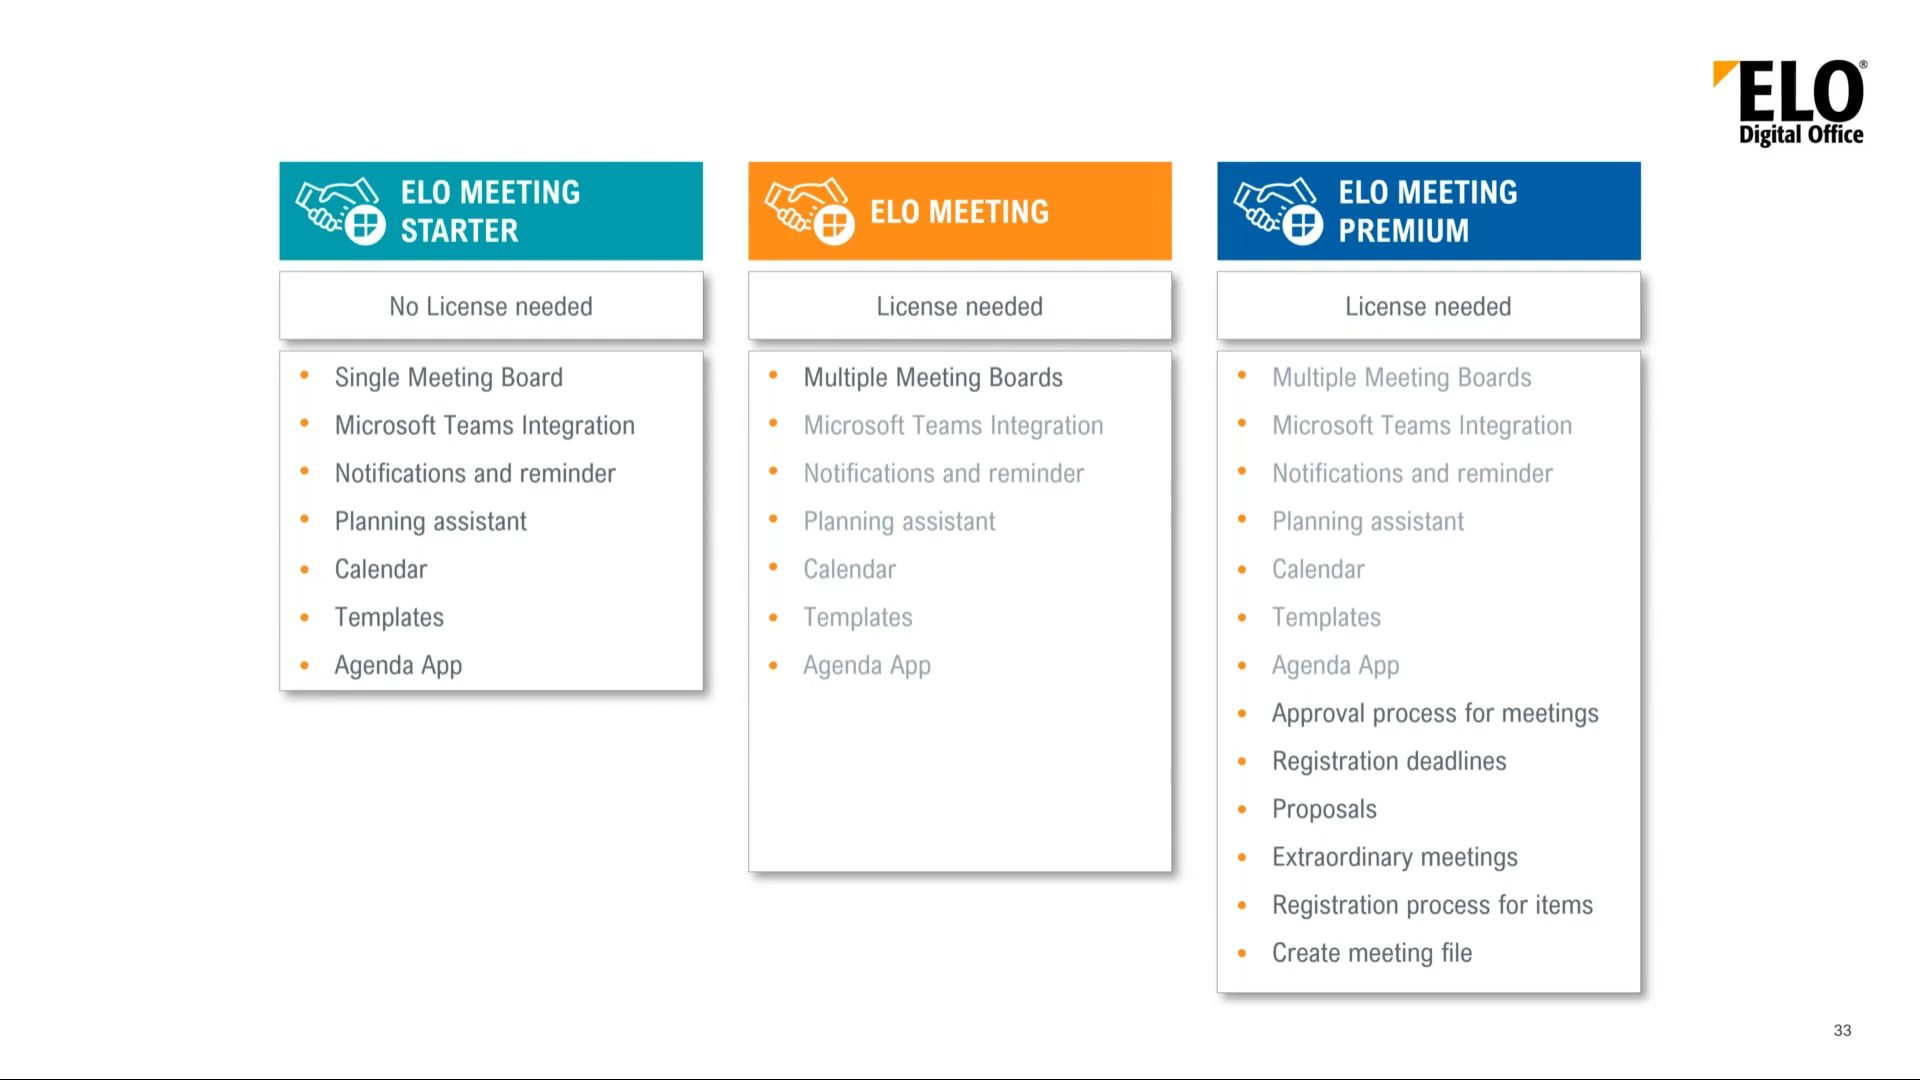 ELO®
Digital Office
ELO MEETING
STARTER
No License needed
• Single Meeting Board
• Microsoft Teams Integration
• Notifications and reminder
• Planning assistant
• Calendar
• Templates
• Agenda App
ELO MEETING
License needed
• Multiple Meeting Boards
• Microsoft Teams Integration
• Notifications and reminder
• Planning assistant
• Calendar
• Templates
• Agenda App
ELO MEETING
PREMIUM
License needed
• Multiple Meeting Boards
• Microsoft Teams Integration
• Notifications and reminder
• Planning assistant
• Calendar
• Templates
• Agenda App
• Approval process for meetings
• Registration deadlines
• Proposals
• Extraordinary meetings
• Registration process for items
• Create meeting file
33